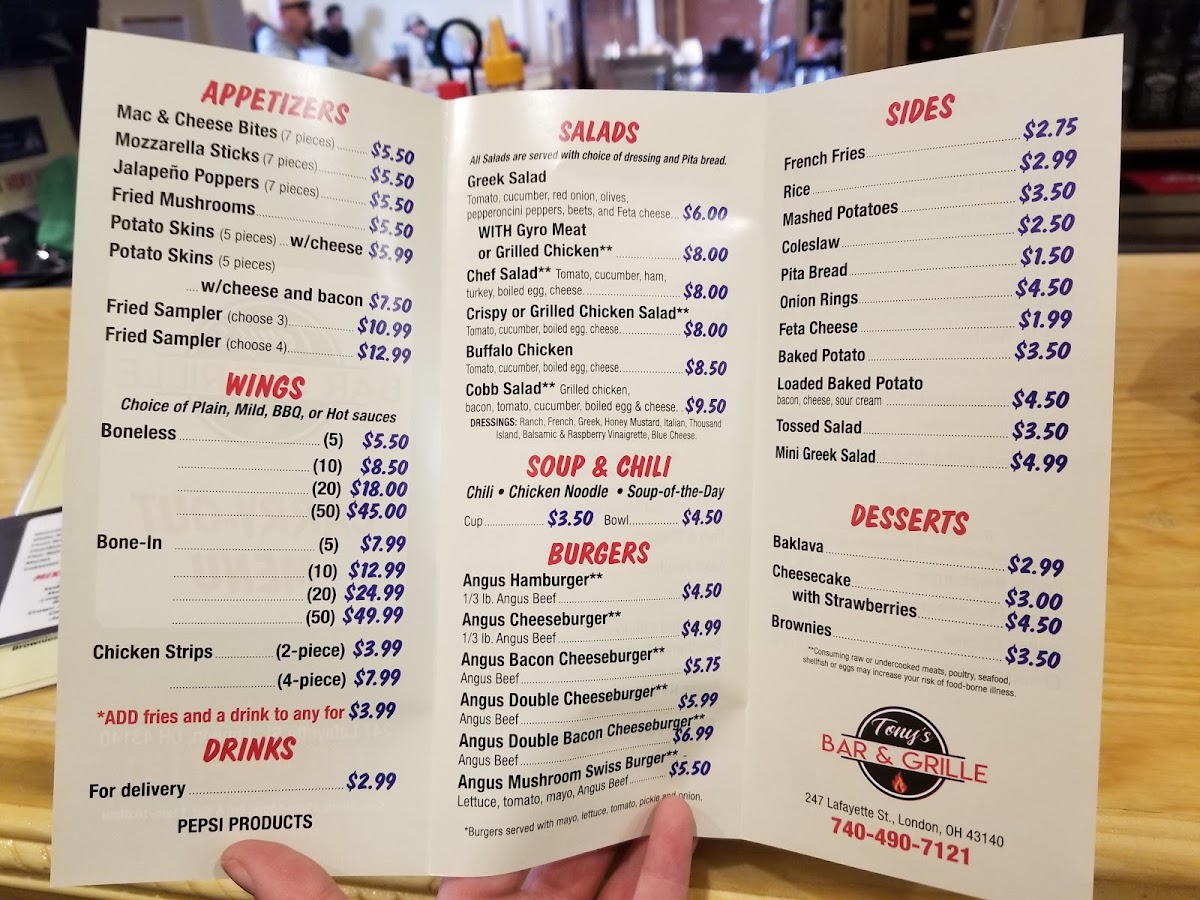 APPETIZERS
Mac & Cheese Bites (7 pieces) $5.50
Mozzarella Sticks (7 pieces) $5.50
Jalapeño Poppers (7 pieces) $5.50
Fried Mushrooms $5.50
Potato Skins (5 pieces) w/cheese $5.99
Potato Skins (5 pieces)
w/cheese and bacon $7.50
Fried Sampler (choose 3) $10.99
Fried Sampler (choose 4) $12.99
WINGS
Choice of Plain, Mild, BBQ, or Hot sauces
Boneless (5) $5.50
(10) $8.50
(20) $18.00
(50) $45.00
Bone-In (5) $7.99
(10) $12.99
(20) $24.99
(50) $49.99
Chicken Strips (2-piece) $3.99
(4-piece) $7.99
*ADD fries and a drink to any for $3.99
DRINKS
For delivery $2.99
PEPSI PRODUCTS
SALADS
All Salads are served with choice of dressing and Pita bread.
Greek Salad
Tomato, cucumber, red onion, olives,
pepperoncini peppers, beets, and Feta cheese... $6.00
WITH Gyro Meat
or Grilled Chicken** $8.00
Chef Salad** Tomato, cucumber, ham,
turkey, boiled egg, cheese $8.00
Crispy or Grilled Chicken Salad**
Tomato, cucumber, boiled egg, cheese $8.00
Buffalo Chicken
Tomato, cucumber, boiled egg, cheese $8.50
Cobb Salad** Grilled chicken,
bacon, tomato, cucumber, boiled egg & cheese. $9.50
DRESSINGS: Ranch, French, Greek, Honey Mustard, Italian, Thousand
Island, Balsamic & Raspberry Vinaigrette, Blue Cheese.
SOUP & CHILI
Chili • Chicken Noodle • Soup-of-the-Day
Cup $3.50 Bowl $4.50
BURGERS
Angus Hamburger**
1/3 lb. Angus Beef $4.50
Angus Cheeseburger**
1/3 lb. Angus Beef $4.99
Angus Bacon Cheeseburger**
Angus Beef $5.75
Angus Double Cheeseburger**
Angus Beef $5.99
Angus Double Bacon Cheeseburger**
Angus Beef $6.99
Angus Mushroom Swiss Burger**
Lettuce, tomato, mayo, Angus Beef $5.50
*Burgers served with mayo, lettuce, tomato, pickle and onion.
SIDES
French Fries $2.75
Rice $2.99
Mashed Potatoes $3.50
Coleslaw $2.50
Pita Bread $1.50
Onion Rings $4.50
Feta Cheese $1.99
Baked Potato $3.50
Loaded Baked Potato
bacon, cheese, sour cream $4.50
Tossed Salad $3.50
Mini Greek Salad $4.99
DESSERTS
Baklava $2.99
Cheesecake $3.00
with Strawberries $4.50
Brownies $3.50
**Consuming raw or undercooked meats, poultry, seafood,
shellfish or eggs may increase your risk of food-borne illness.
Tony's
BAR & GRILLE
247 Lafayette St., London, OH 43140
740-490-7121